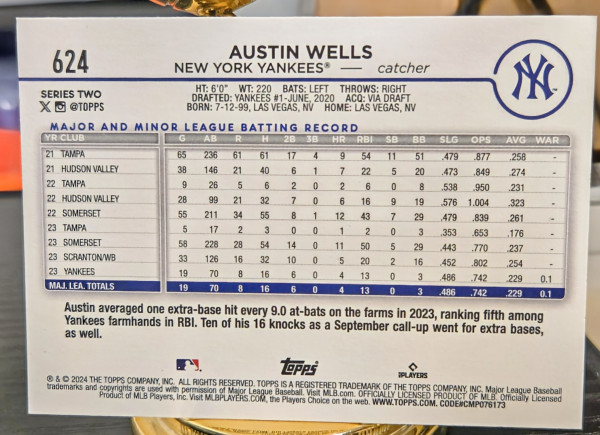 624
AUSTIN WELLS
NEW YORK YANKEES® — catcher
NY
SERIES TWO
@TOPPS
HT: 6'0" WT: 220 BATS: LEFT THROWS: RIGHT
DRAFTED: YANKEES #1-JUNE, 2020 ACQ: VIA DRAFT
BORN: 7-12-99, LAS VEGAS, NV HOME: LAS VEGAS, NV
MAJOR AND MINOR LEAGUE BATTING RECORD
YR CLUB G AB R H 2B 3B HR RBI SB BB SLG OPS AVG WAR
21 TAMPA 65 236 61 61 17 4 9 54 11 51 .479 .877 .258 -
21 HUDSON VALLEY 38 146 21 40 6 1 7 22 5 20 .473 .849 .274 -
22 TAMPA 9 26 5 6 2 0 2 6 0 8 .538 .950 .231 -
22 HUDSON VALLEY 28 99 21 32 7 0 6 16 9 19 .576 1.004 .323 -
22 SOMERSET 55 211 34 55 8 1 12 43 7 29 .479 .839 .261 -
23 TAMPA 5 17 2 3 0 0 1 2 0 3 .353 .653 .176 -
23 SOMERSET 58 228 28 54 14 0 11 50 5 29 .443 .770 .237 -
23 SCRANTON/WB 33 126 16 32 10 0 5 20 2 16 .452 .802 .254 -
23 YANKEES 19 70 8 16 6 0 4 13 0 3 .486 .742 .229 0.1
MAJ. LEA. TOTALS 19 70 8 16 6 0 4 13 0 3 .486 .742 .229 0.1
Austin averaged one extra-base hit every 9.0 at-bats on the farms in 2023, ranking fifth among
Yankees farmhands in RBI. Ten of his 16 knocks as a September call-up went for extra bases,
as well.
topps
PLAYERS
® & © 2024 THE TOPPS COMPANY, INC. ALL RIGHTS RESERVED. TOPPS IS A REGISTERED TRADEMARK OF THE TOPPS COMPANY, INC. Major League Baseball
trademarks and copyrights are used with permission of Major League Baseball. Visit MLB.com. OFFICIALLY LICENSED PRODUCT OF MLB. Officially Licensed
Product of MLB Players, Inc. Visit MLBPLAYERS.COM, the Players Choice on the web. WWW.TOPPS.COM. CODE#CMP076173